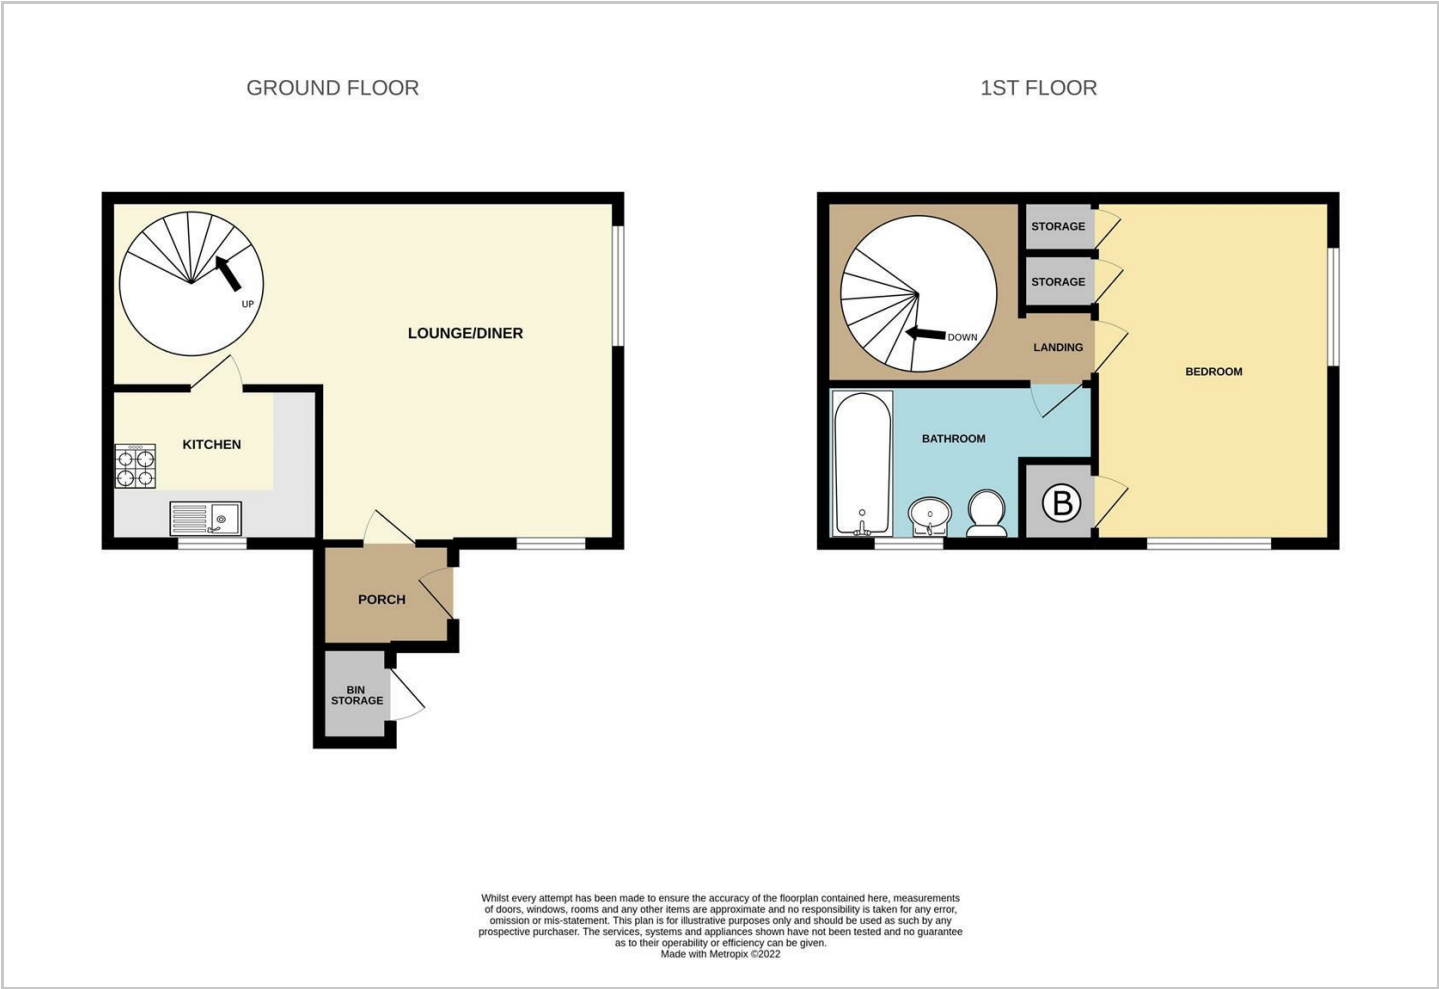 GROUND FLOOR
1ST FLOOR
UP
LOUNGE/DINER
KITCHEN
PORCH
BIN
STORAGE
STORAGE
STORAGE
DOWN
LANDING
BEDROOM
BATHROOM
B
Whilst every attempt has been made to ensure the accuracy of the floorplan contained here, measurements
of doors, windows, rooms and any other items are approximate and no responsibility is taken for any error,
omission or mis-statement. This plan is for illustrative purposes only and should be used as such by any
prospective purchaser. The services, systems and appliances shown have not been tested and no guarantee
as to their operability or efficiency can be given.
Made with Metropix ©2022